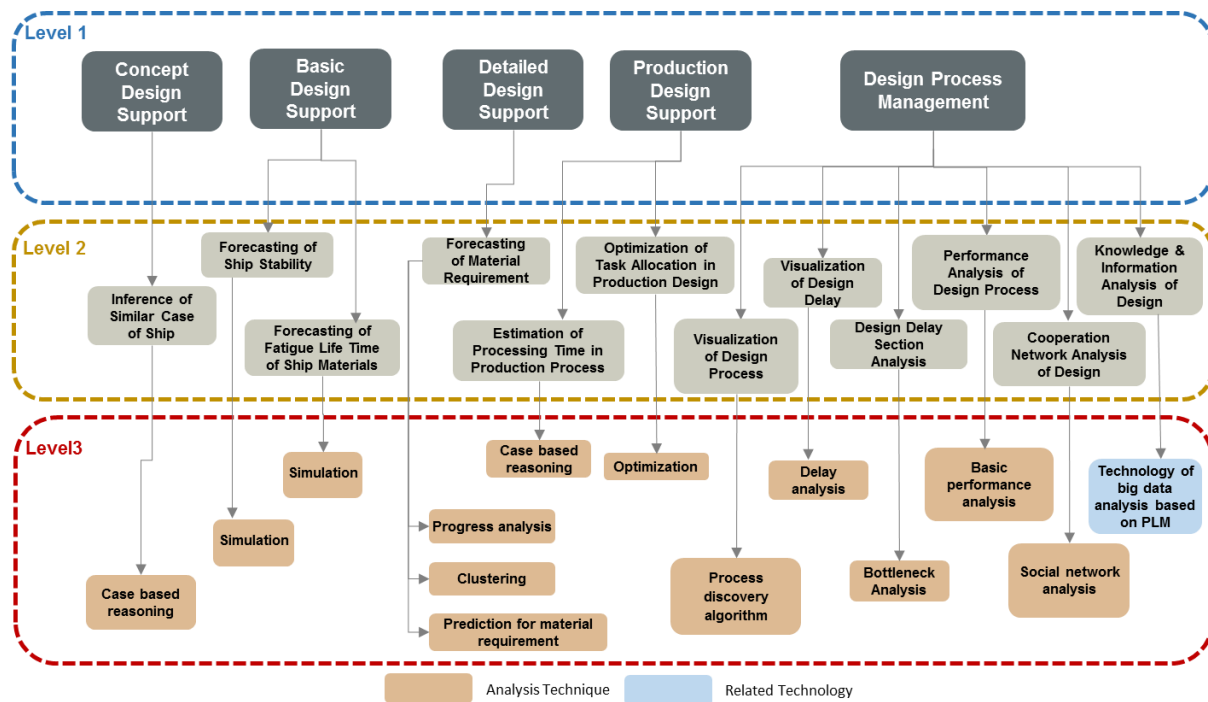 Level 1
Concept
Design
Support
Basic
Design
Support
Detailed
Design
Support
Production
Design
Support
Design Process
Management
Level 2
Inference of
Similar Case
of Ship
Forecasting of
Ship Stability
Forecasting of
Fatigue Life Time
of Ship Materials
Forecasting
of Material
Requirement
Estimation of
Processing Time in
Production Process
Optimization of
Task Allocation in
Production Design
Visualization
of Design
Process
Visualization
of Design
Delay
Design Delay
Section
Analysis
Performance
Analysis of
Design Process
Cooperation
Network Analysis
of Design
Knowledge &
Information
Analysis of
Design
Level3
Case based
reasoning
Simulation
Simulation
Progress analysis
Clustering
Prediction for material
requirement
Case based
reasoning
Optimization
Process
discovery
algorithm
Delay
analysis
Bottleneck
Analysis
Basic
performance
analysis
Social network
analysis
Technology of
big data
analysis based
on PLM
Analysis Technique
Related Technology